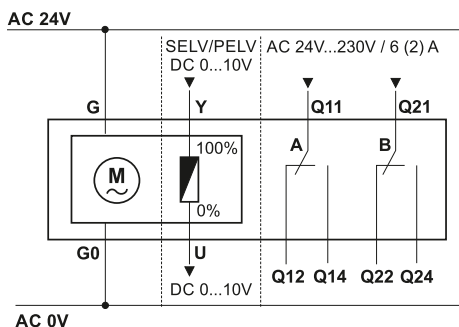 AC 24V
SELV/PELV
DC 0...10V
AC 24V...230V / 6 (2) A
G
Y
Q11
Q21
100%
A
B
M
0%
G0
U
Q12
Q14
Q22
Q24
DC 0...10V
AC 0V